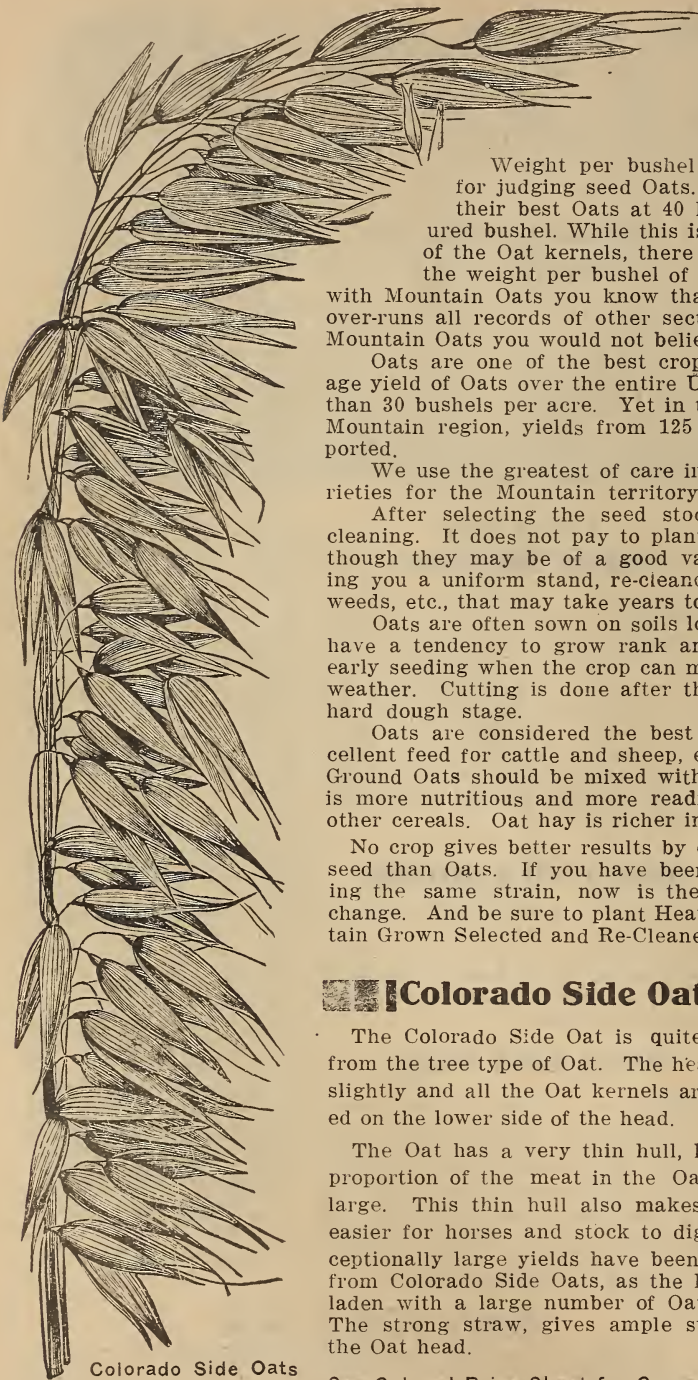 Weight per bushel
for judging seed Oats.
their best Oats at 40
ured bushel. While this is
of the Oat kernels, there
the weight per bushel of
with Mountain Oats you know tha
over-runs all records of other sec
Mountain Oats you would not belie
Oats are one of the best crop
age yield of Oats over the entire U
than 30 bushels per acre. Yet in t
Mountain region, yields from 125
ported.
We use the greatest of care in
rieties for the Mountain territory
After selecting the seed stoc
cleaning. It does not pay to plant
though they may be of a good va
ing you a uniform stand, re-cleane
weeds, etc., that may take years to
Oats are often sown on soils lo
have a tendency to grow rank an
early seeding when the crop can m
weather. Cutting is done after th
hard dough stage.
Oats are considered the best
cellent feed for cattle and sheep, e
Ground Oats should be mixed with
is more nutritious and more read
other cereals. Oat hay is richer in
No crop gives better results by
seed than Oats. If you have been
ing the same strain, now is the
change. And be sure to plant Hea
tain Grown Selected and Re-Cleane
Colorado Side Oat
The Colorado Side Oat is quite
from the tree type of Oat. The hea
slightly and all the Oat kernels ar
ed on the lower side of the head.
The Oat has a very thin hull,
proportion of the meat in the Oa
large. This thin hull also makes
easier for horses and stock to dig
ceptionally large yields have been
from Colorado Side Oats, as the
laden with a large number of Oa
The strong straw, gives ample s
the Oat head.
Colorado Side Oats